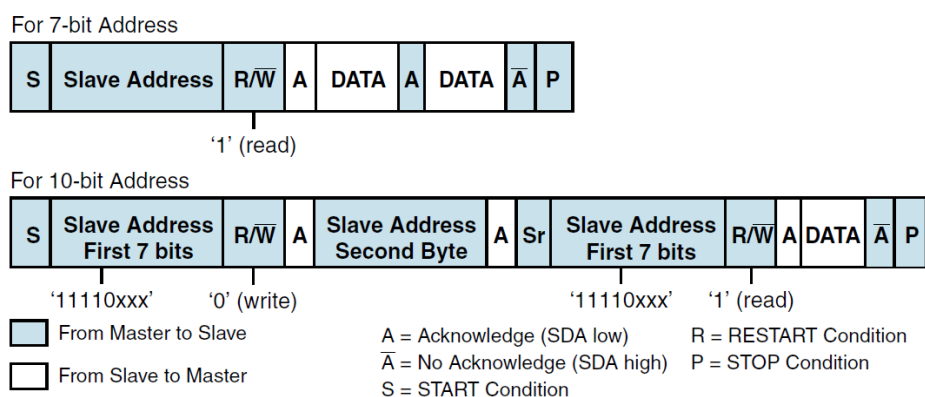 For 7-bit Address
S Slave Address R/W̅ A DATA A DATA A̅ P
‘1’ (read)
For 10-bit Address
S Slave Address First 7 bits R/W̅ A Slave Address Second Byte A Sr Slave Address First 7 bits R/W̅ A DATA A̅ P
‘11110xxx’ ‘0’ (write) ‘11110xxx’ ‘1’ (read)
From Master to Slave
From Slave to Master
A = Acknowledge (SDA low)
A̅ = No Acknowledge (SDA high)
S = START Condition
R = RESTART Condition
P = STOP Condition